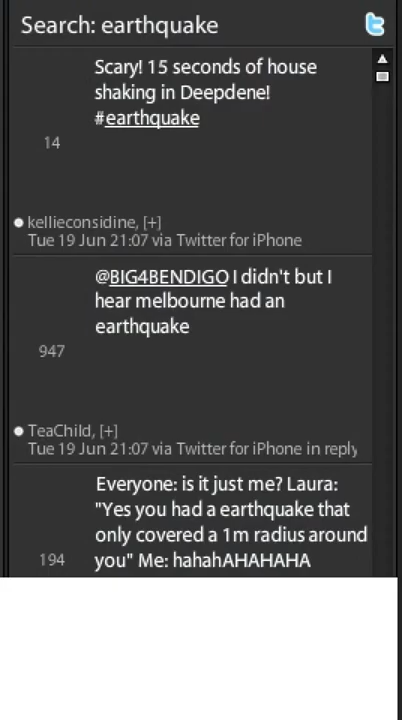 Search: earthquake
Scary! 15 seconds of house
shaking in Deepdene!
#earthquake
14
kellieconsidine, [+]
Tue 19 Jun 21:07 via Twitter for iPhone
@BIG4BENDIGO I didn't but I
hear melbourne had an
earthquake
947
TeaChild, [+]
Tue 19 Jun 21:07 via Twitter for iPhone in reply
Everyone: is it just me? Laura:
"Yes you had a earthquake that
only covered a 1m radius around
194 you" Me: hahahAHAHAHA